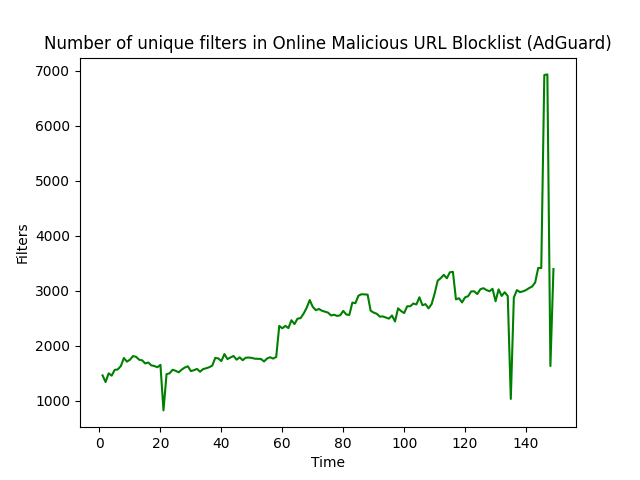 Number of unique filters in Online Malicious URL Blocklist (AdGuard)
7000
6000
5000
4000
3000
2000
1000
Filters
0 20 40 60 80 100 120 140
Time